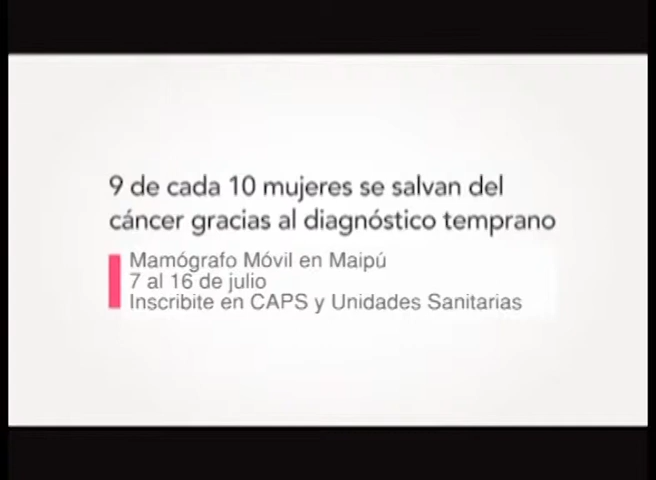 9 de cada 10 mujeres se salvan del
cáncer gracias al diagnóstico temprano
Mamógrafo Móvil en Maipú
7 al 16 de julio
Inscribite en CAPS y Unidades Sanitarias